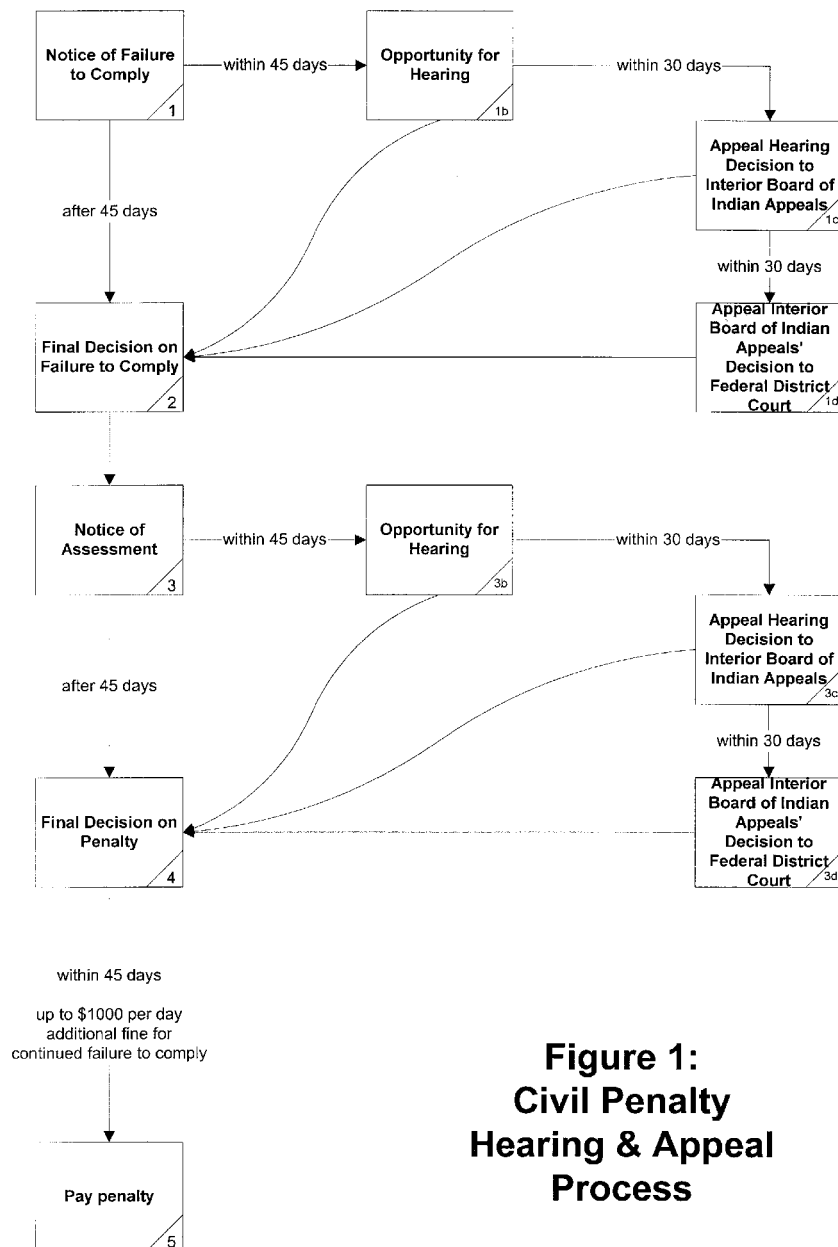 Notice of Failure
to Comply
1
within 45 days
Opportunity for
Hearing
1b
within 30 days
Appeal Hearing
Decision to
Interior Board of
Indian Appeals
1c
after 45 days
within 30 days
Final Decision on
Failure to Comply
2
Appeal Interior
Board of Indian
Appeals'
Decision to
Federal District
Court
1d
Notice of
Assessment
3
within 45 days
Opportunity for
Hearing
3b
within 30 days
Appeal Hearing
Decision to
Interior Board of
Indian Appeals
3c
after 45 days
within 30 days
Final Decision on
Penalty
4
Appeal Interior
Board of Indian
Appeals'
Decision to
Federal District
Court
3d
within 45 days
up to $1000 per day
additional fine for
continued failure to comply
Pay penalty
5
Figure 1:
Civil Penalty
Hearing & Appeal
Process